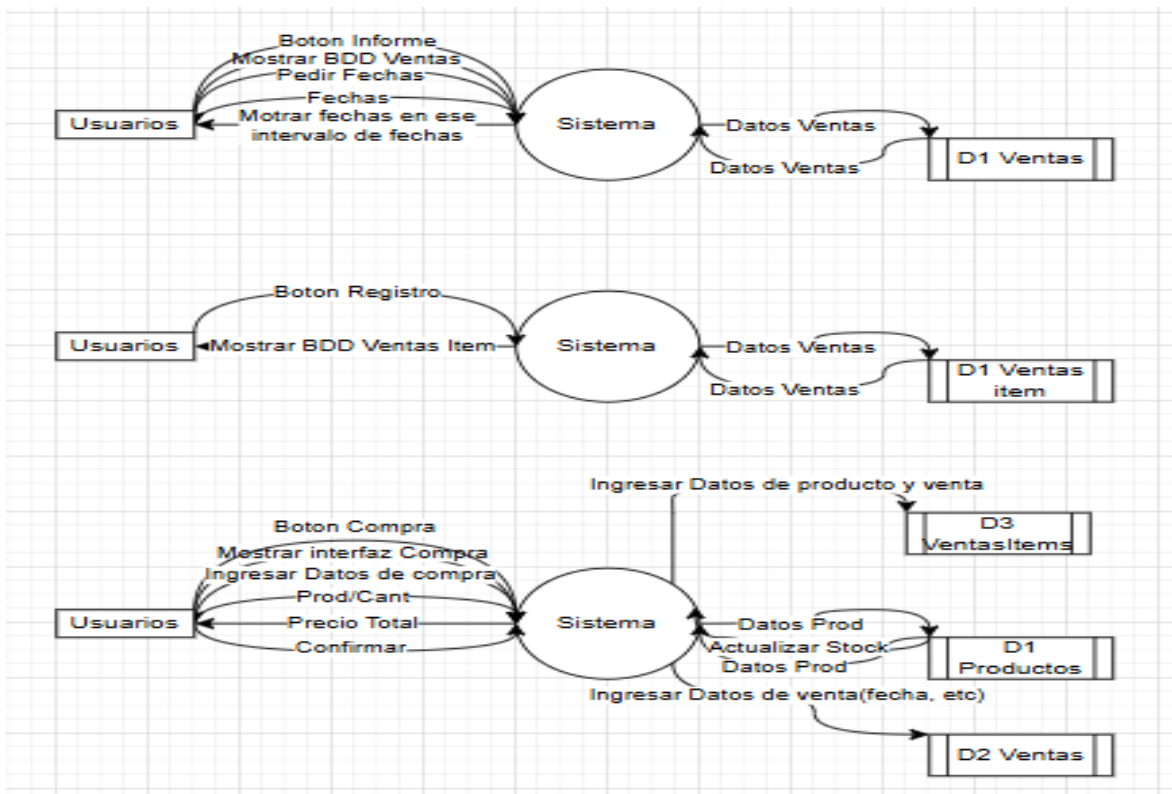 Boton Informe
Mostrar BDD Ventas
Pedir Fechas
Fechas
Motrar fechas en ese
intervalo de fechas
Usuarios
Sistema
Datos Ventas
Datos Ventas
D1 Ventas
Boton Registro
Usuarios
Mostrar BDD Ventas Item
Sistema
Datos Ventas
Datos Ventas
D1 Ventas
item
Ingresar Datos de producto y venta
D3
VentasItems
Boton Compra
Mostrar interfaz Compra
Ingresar Datos de compra
Prod/Cant
Usuarios
Precio Total
Confirmar
Sistema
Datos Prod
Actualizar Stock
Datos Prod
D1
Productos
Ingresar Datos de venta(fecha, etc)
D2 Ventas